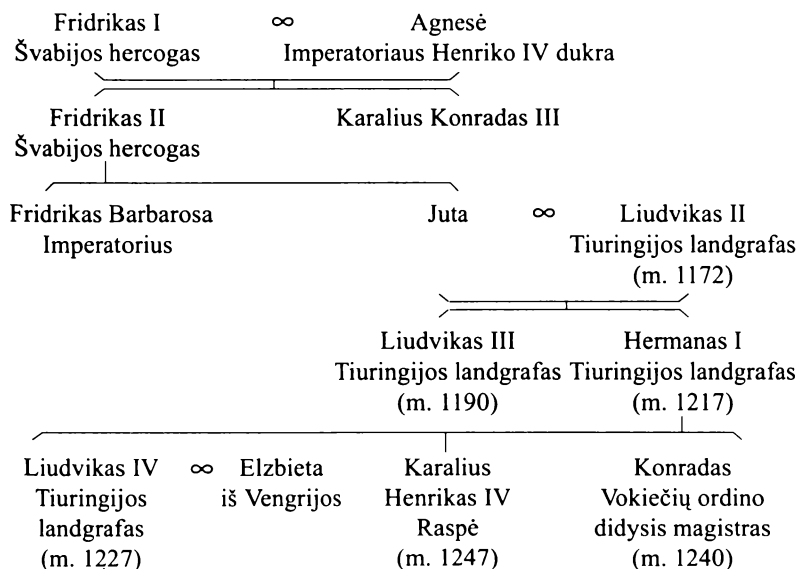 Fridrikas I ∞ Agnesė
Švabijos hercogas Imperatoriaus Henriko IV dukra
Fridrikas II Karalius Konradas III
Švabijos hercogas
Fridrikas Barbarosa Juta ∞ Liudvikas II
Imperatorius Tiuringijos landgrafas
(m. 1172)
Liudvikas III Hermanas I
Tiuringijos landgrafas Tiuringijos landgrafas
(m. 1190) (m. 1217)
Liudvikas IV ∞ Elzbieta Karalius Konradas
Tiuringijos iš Vengrijos Henrikas IV Vokiečių ordino
landgrafas Raspė didysis magistras
(m. 1227) (m. 1247) (m. 1240)